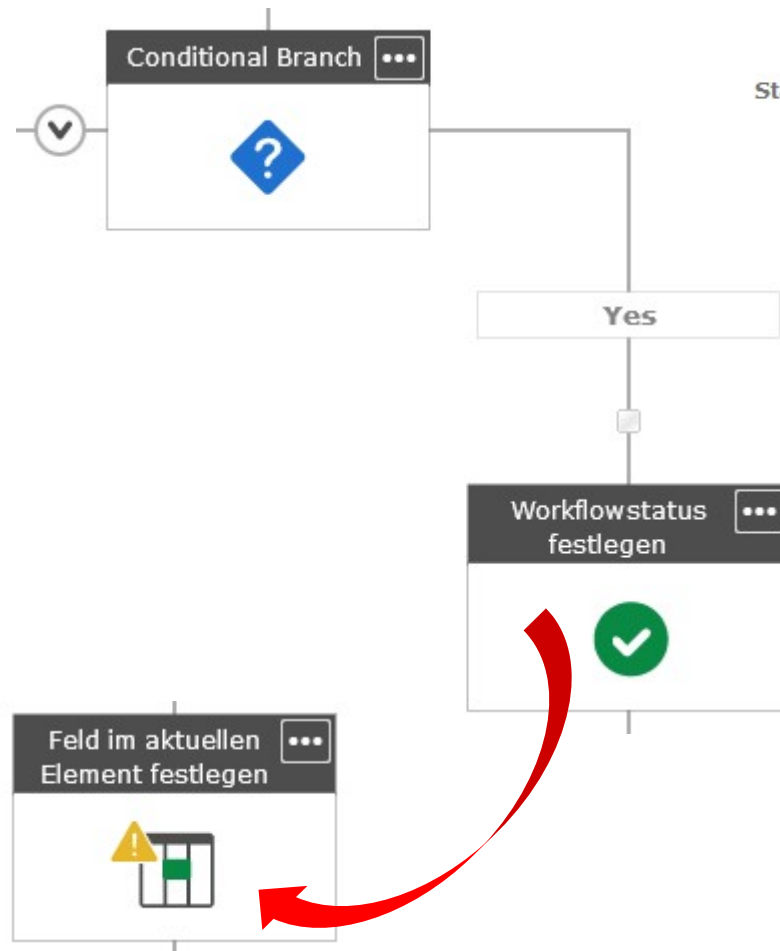 Conditional Branch
St
?
Yes
Workflowstatus
festlegen
Feld im aktuellen
Element festlegen
!